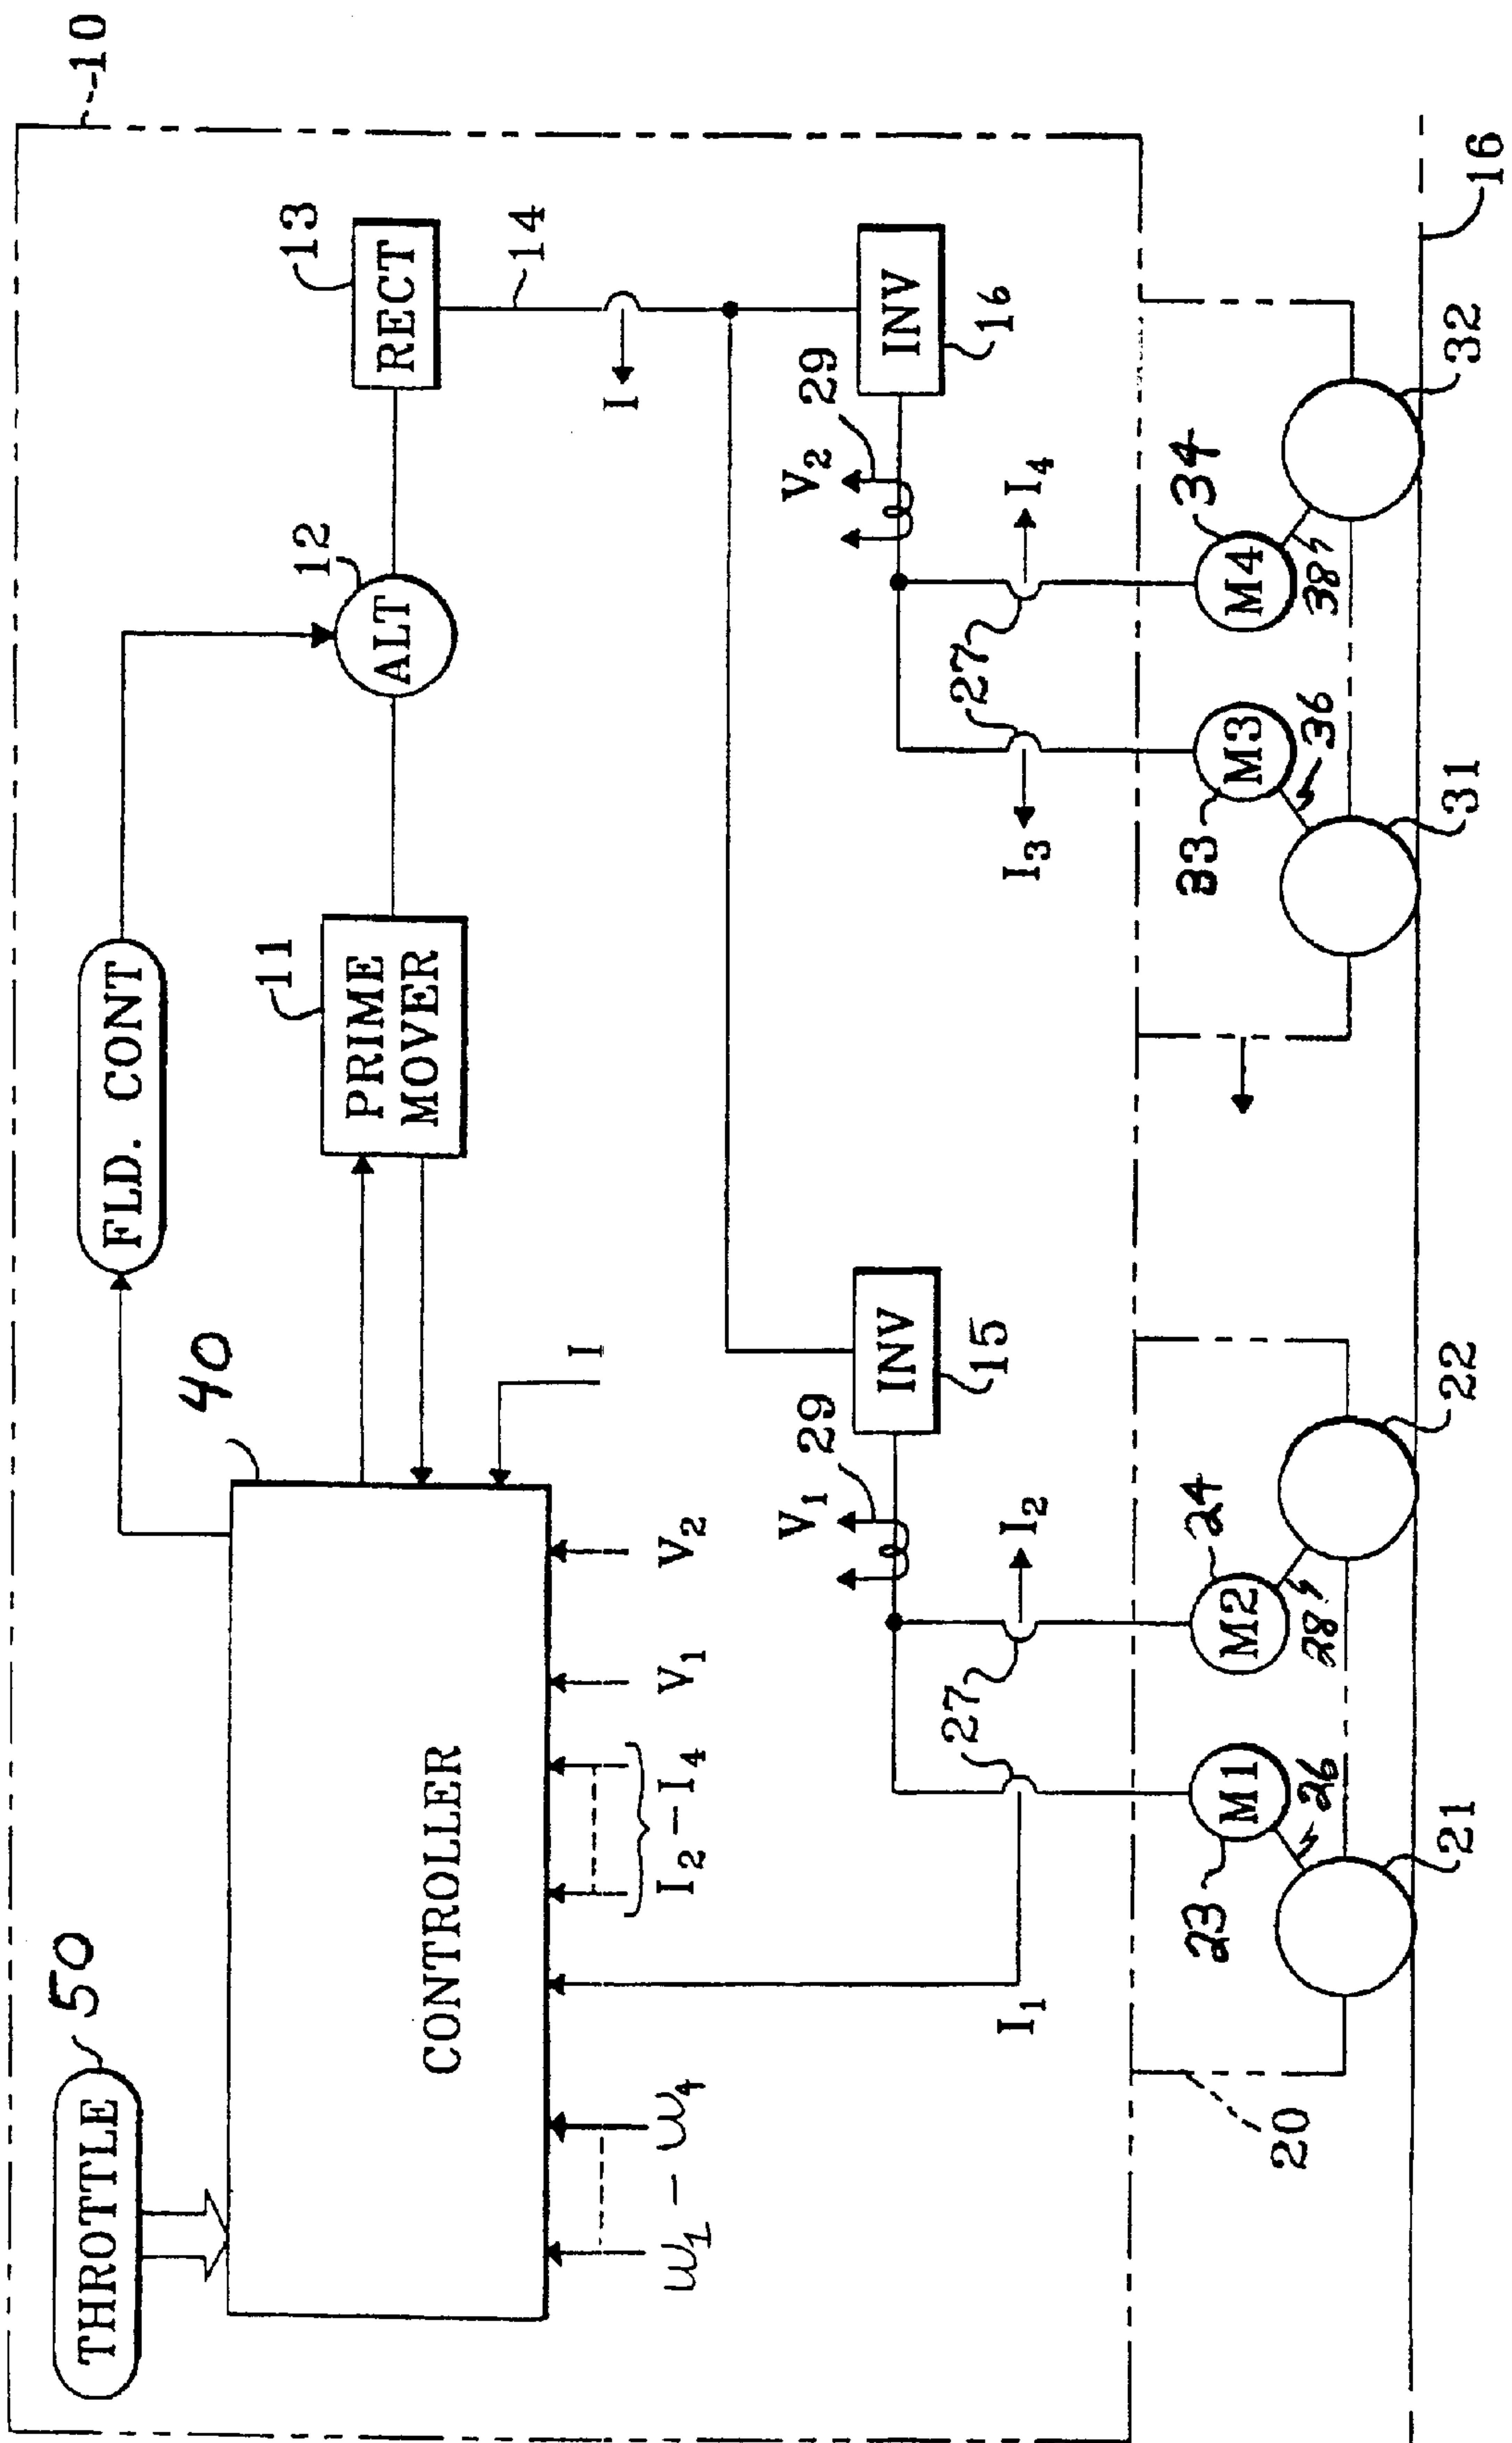 10
THROTTLE
50
FLD. CONT
40
CONTROLLER
11
PRIME
MOVER
12
ALT
13
RECT
14
I
I
W1 – W4
I2 – I4
V1
V2
I1
V1
29
INV
15
V2
29
INV
16
27
I2
I3
27
I4
20
23
M1
26
M2
24
28
33
M3
36
M4
34
38
21
22
31
32
16